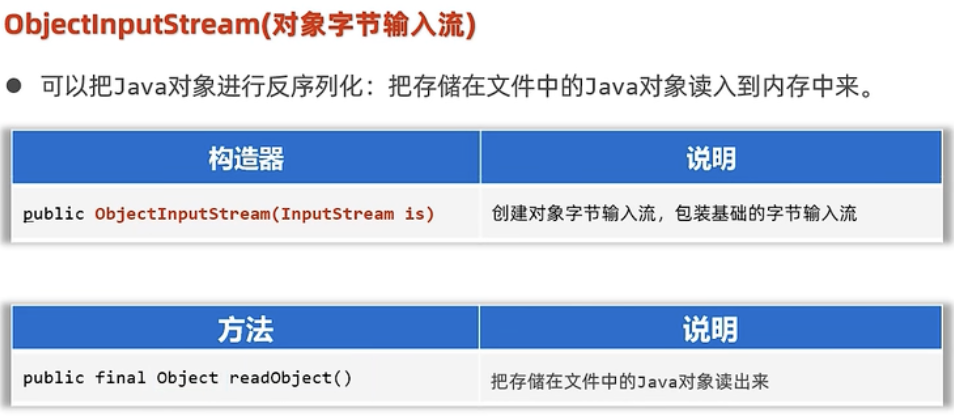 ObjectInputStream(对象字节输入流)
● 可以把Java对象进行反序列化：把存储在文件中的Java对象读入到内存中来。
构造器 说明
public ObjectInputStream(InputStream is) 创建对象字节输入流，包装基础的字节输入流
方法 说明
public final Object readObject() 把存储在文件中的Java对象读出来